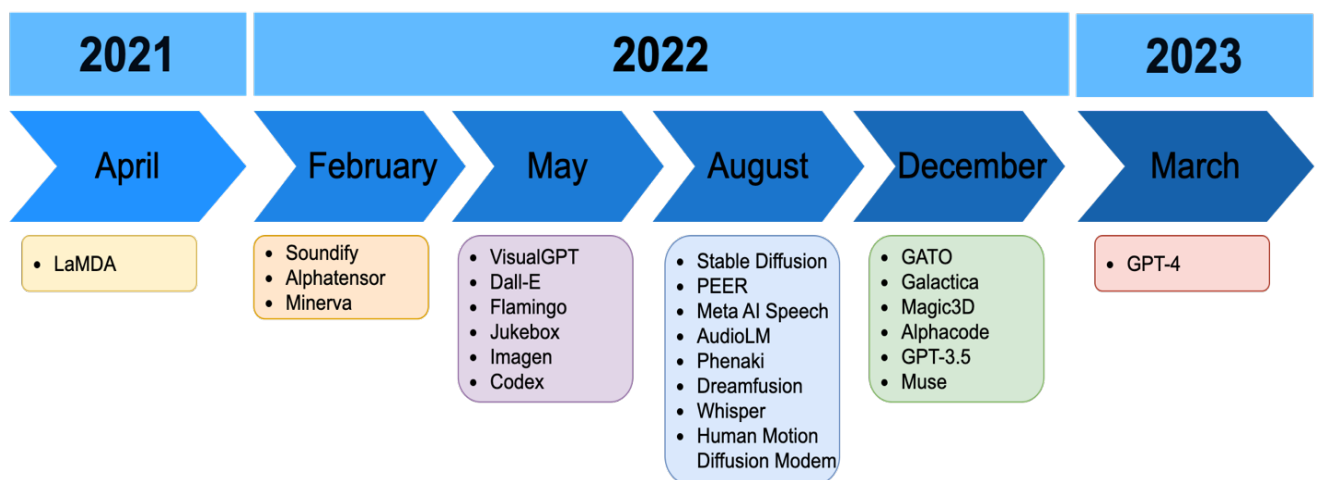 2021
2022
2023
April
February
May
August
December
March
• LaMDA
• Soundify
• Alphatensor
• Minerva
• VisualGPT
• Dall-E
• Flamingo
• Jukebox
• Imagen
• Codex
• Stable Diffusion
• PEER
• Meta AI Speech
• AudioLM
• Phenaki
• Dreamfusion
• Whisper
• Human Motion
Diffusion Modem
• GATO
• Galactica
• Magic3D
• Alphacode
• GPT-3.5
• Muse
• GPT-4